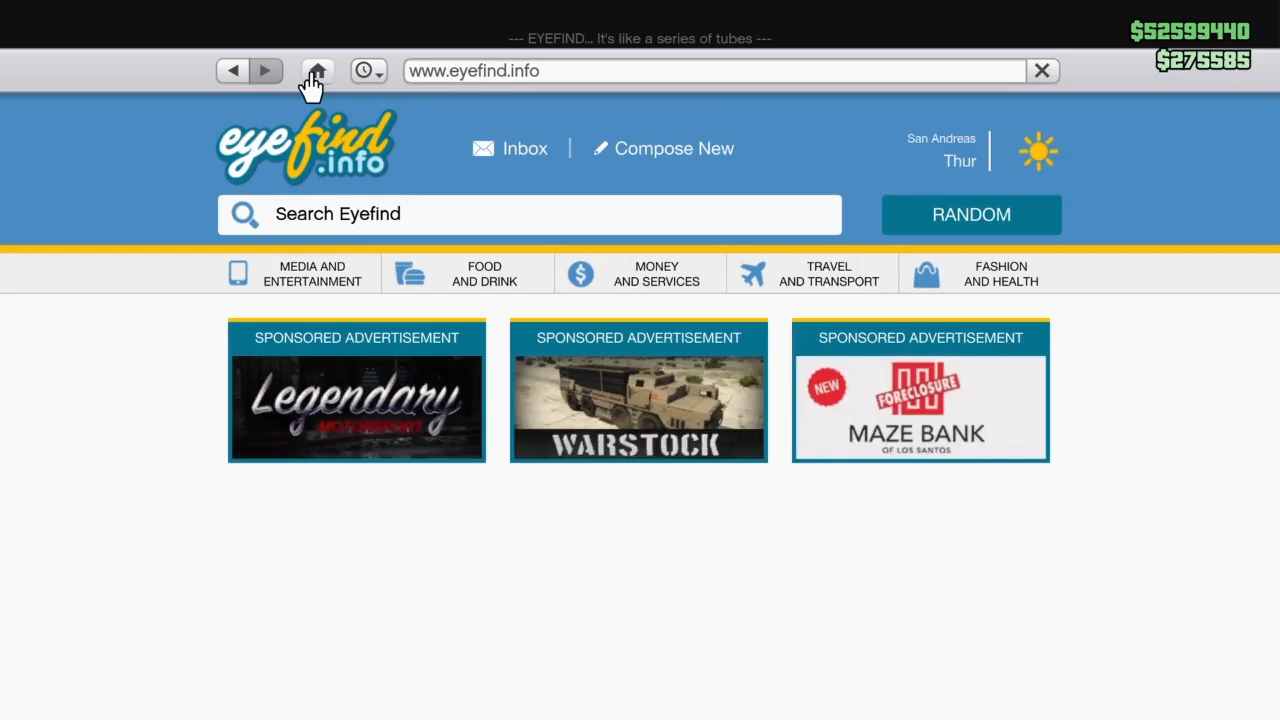 --- EYEFIND... It's like a series of tubes ---
$52599440
$275585
www.eyefind.info
eyefind
.info
Inbox
Compose New
San Andreas
Thur
Search Eyefind
RANDOM
MEDIA AND
ENTERTAINMENT
FOOD
AND DRINK
MONEY
AND SERVICES
TRAVEL
AND TRANSPORT
FASHION
AND HEALTH
SPONSORED ADVERTISEMENT
Legendary
MOTORSPORT
SPONSORED ADVERTISEMENT
WARSTOCK
SPONSORED ADVERTISEMENT
NEW
FORECLOSURE
MAZE BANK
OF LOS SANTOS